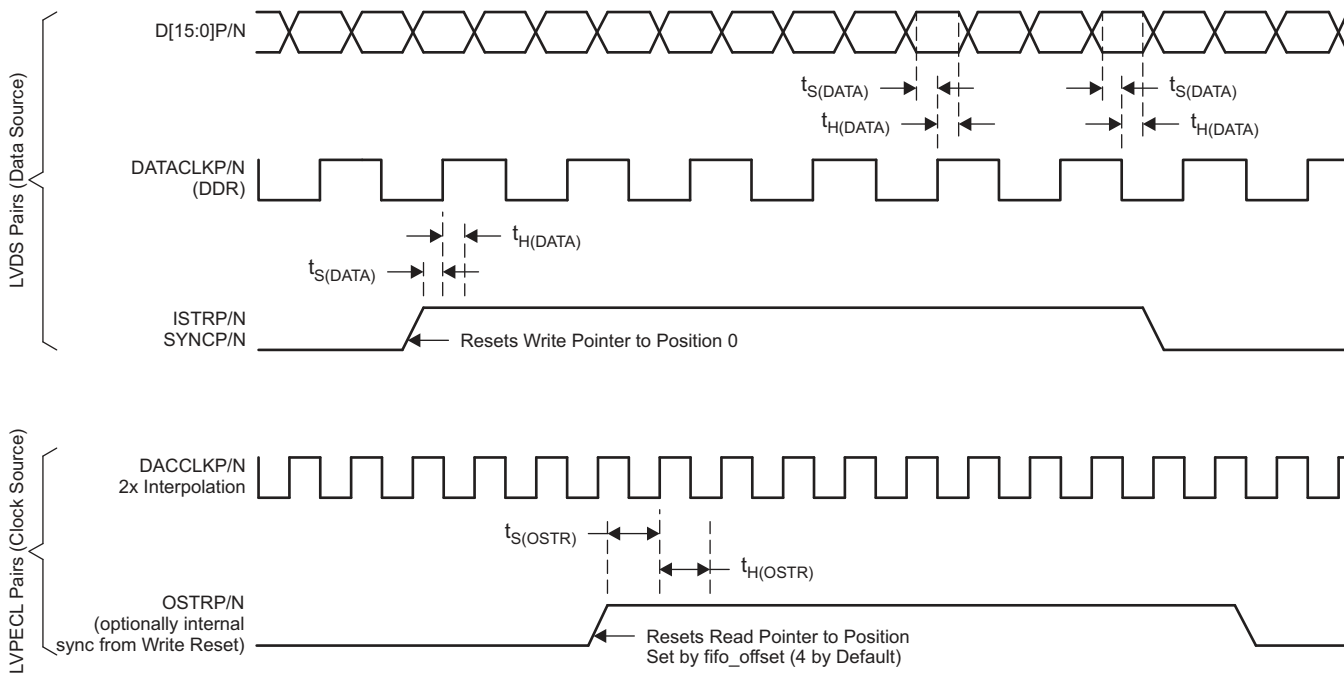 LVDS Pairs (Data Source)
D[15:0]P/N
tS(DATA)
tS(DATA)
tH(DATA)
tH(DATA)
DATACLKP/N
(DDR)
tH(DATA)
tS(DATA)
ISTRP/N
SYNCP/N
Resets Write Pointer to Position 0
LVPECL Pairs (Clock Source)
DACCLKP/N
2x Interpolation
tS(OSTR)
tH(OSTR)
OSTRP/N
(optionally internal
sync from Write Reset)
Resets Read Pointer to Position
Set by fifo_offset (4 by Default)